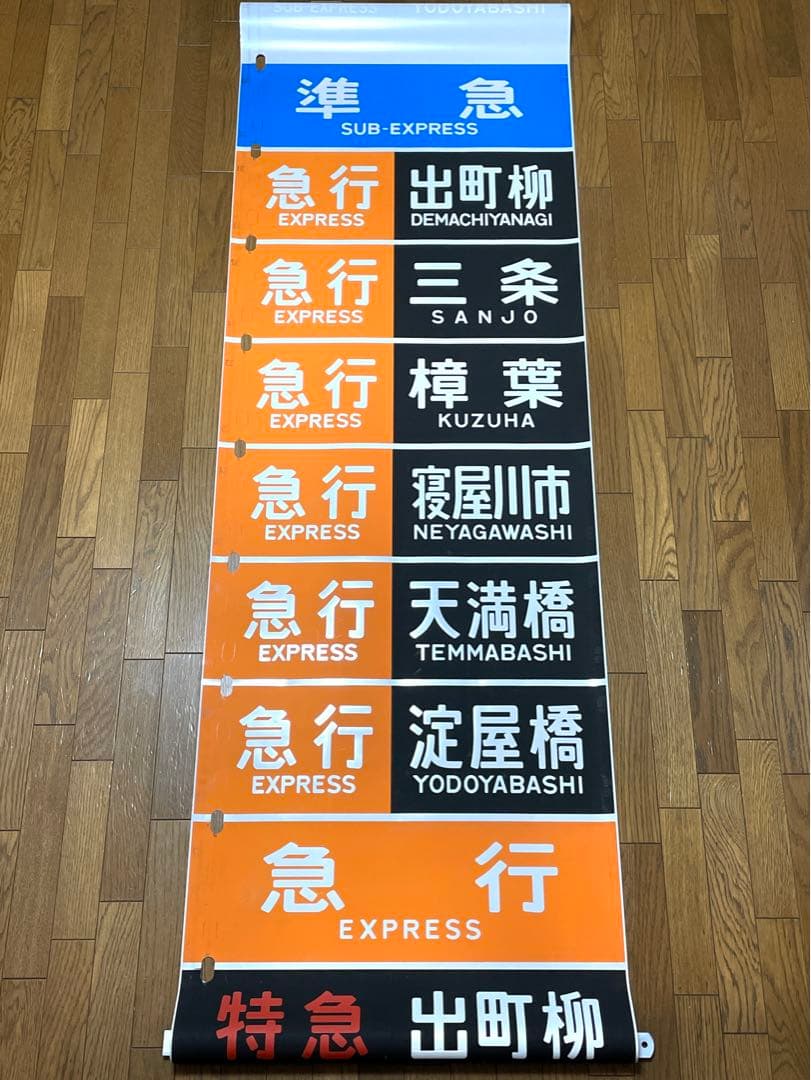 SUB EXPRESS YODOYABASHI
準急
SUB-EXPRESS
急行 出町柳
EXPRESS DEMACHIYANAGI
急行 三条
EXPRESS SANJO
急行 樟葉
EXPRESS KUZUHA
急行 寝屋川市
EXPRESS NEYAGAWASHI
急行 天満橋
EXPRESS TEMMABASHI
急行 淀屋橋
EXPRESS YODOYABASHI
急行
EXPRESS
特急 出町柳